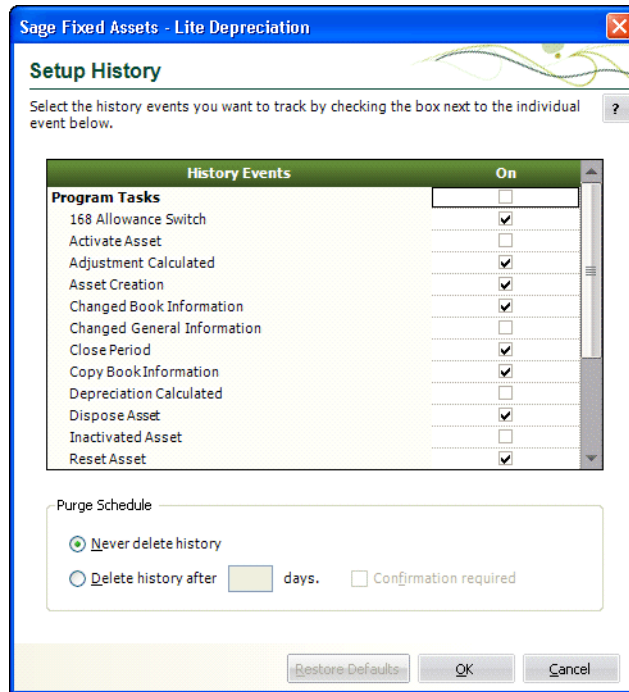 Sage Fixed Assets - Lite Depreciation
Setup History
Select the history events you want to track by checking the box next to the individual
event below.
?
History Events On
Program Tasks
168 Allowance Switch
Activate Asset
Adjustment Calculated
Asset Creation
Changed Book Information
Changed General Information
Close Period
Copy Book Information
Depreciation Calculated
Dispose Asset
Inactivated Asset
Reset Asset
Purge Schedule
Never delete history
Delete history after days. Confirmation required
Restore Defaults OK Cancel